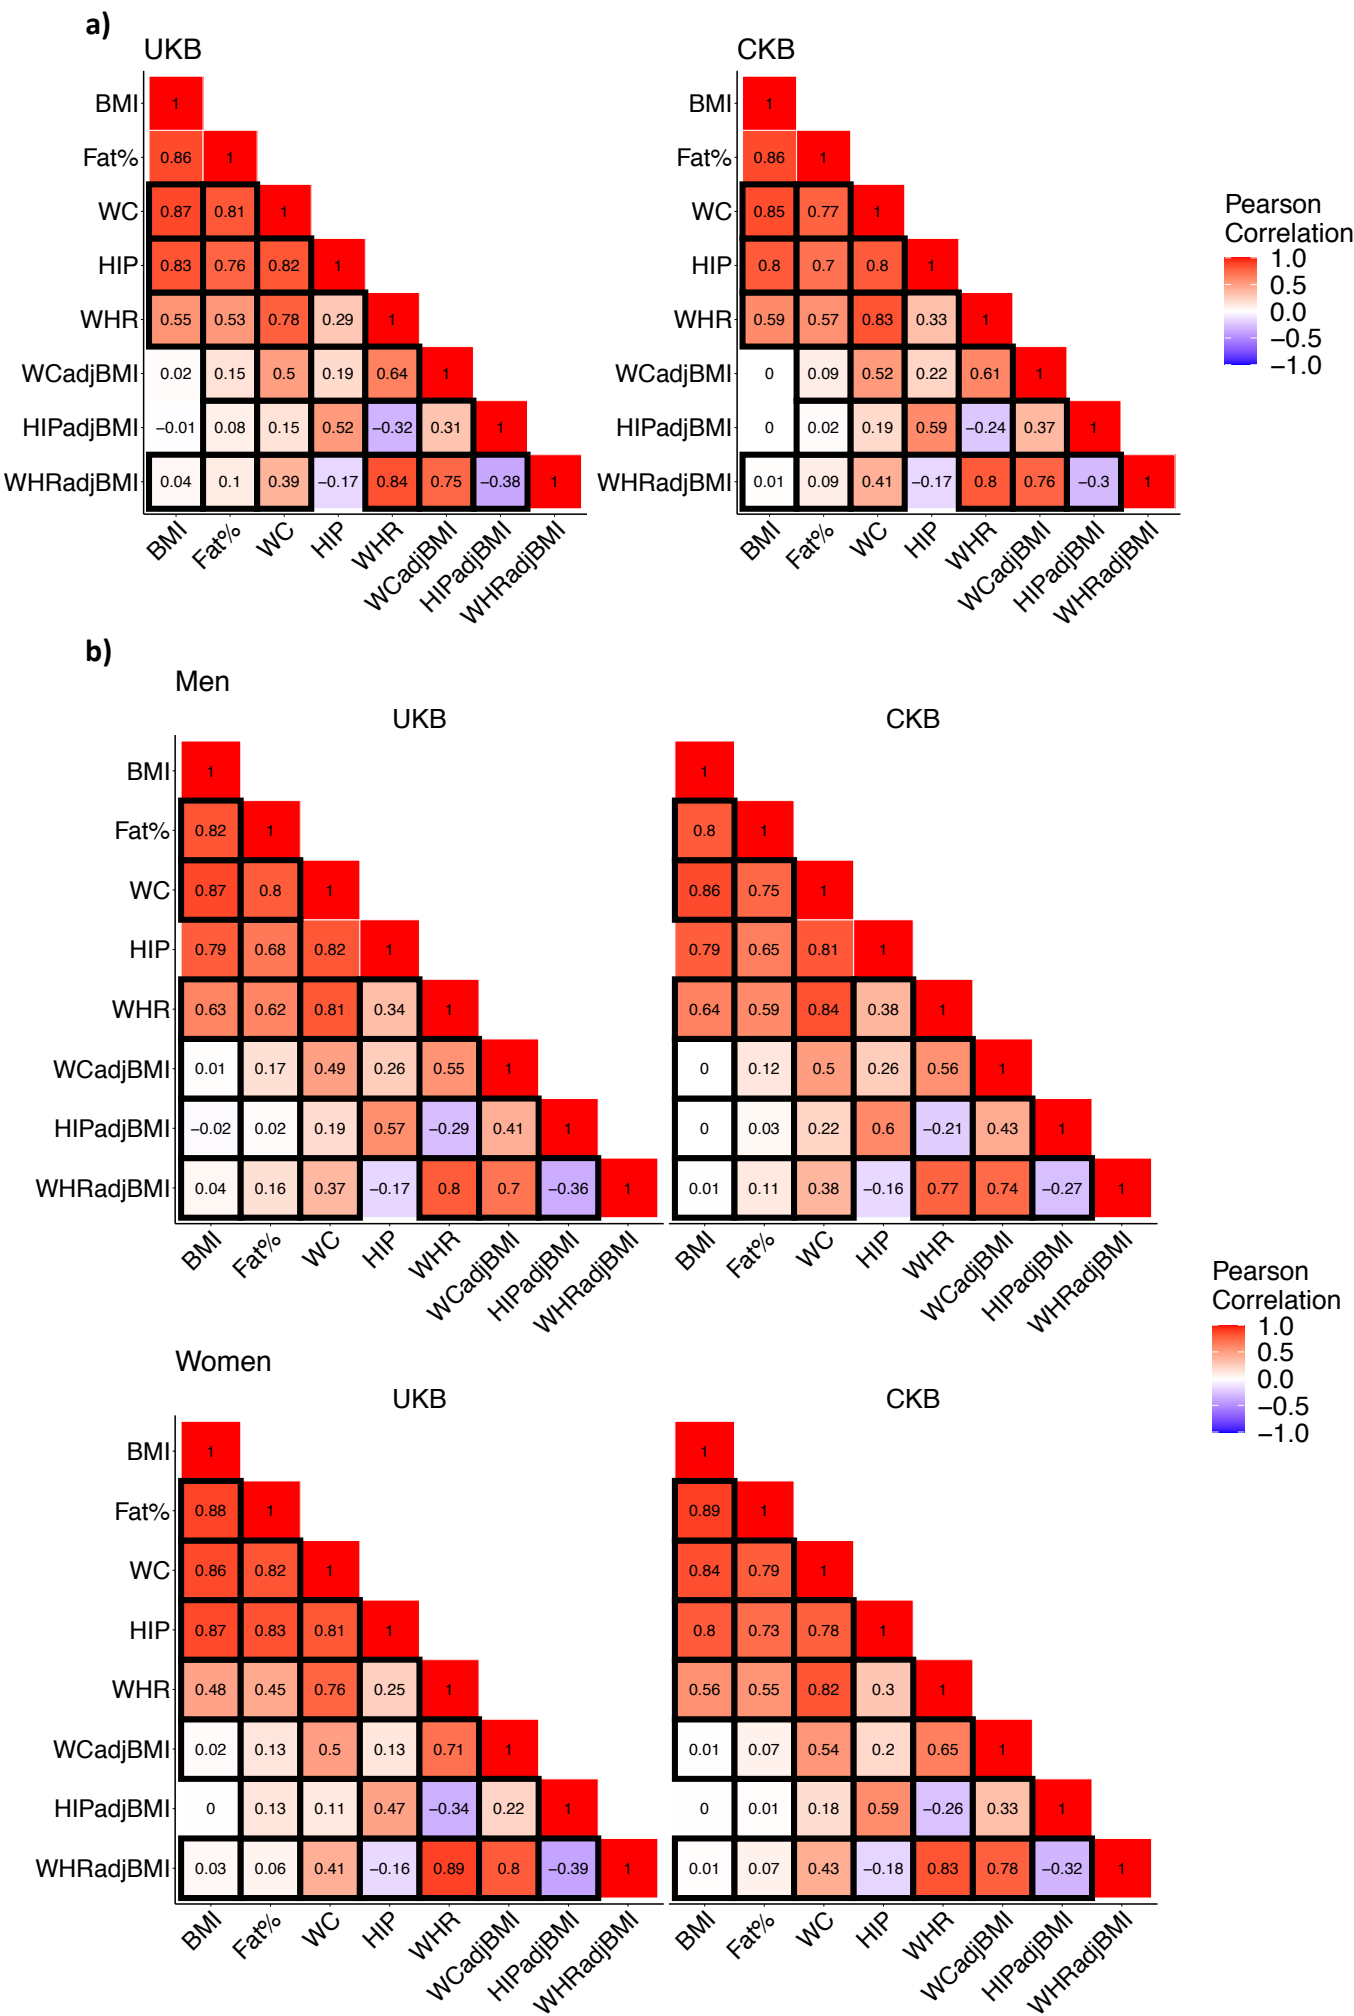 a)
UKB
BMI 1
Fat% 0.86 1
WC 0.87 0.81 1
HIP 0.83 0.76 0.82 1
WHR 0.55 0.53 0.78 0.29 1
WCadjBMI 0.02 0.15 0.5 0.19 0.64 1
HIPadjBMI −0.01 0.08 0.15 0.52 −0.32 0.31 1
WHRadjBMI 0.04 0.1 0.39 −0.17 0.84 0.75 −0.38 1
BMI Fat% WC HIP WHR WCadjBMI HIPadjBMI WHRadjBMI
CKB
BMI 1
Fat% 0.86 1
WC 0.85 0.77 1
HIP 0.8 0.7 0.8 1
WHR 0.59 0.57 0.83 0.33 1
WCadjBMI 0 0.09 0.52 0.22 0.61 1
HIPadjBMI 0 0.02 0.19 0.59 −0.24 0.37 1
WHRadjBMI 0.01 0.09 0.41 −0.17 0.8 0.76 −0.3 1
BMI Fat% WC HIP WHR WCadjBMI HIPadjBMI WHRadjBMI
Pearson
Correlation
1.0
0.5
0.0
−0.5
−1.0
b)
Men
UKB
BMI 1
Fat% 0.82 1
WC 0.87 0.8 1
HIP 0.79 0.68 0.82 1
WHR 0.63 0.62 0.81 0.34 1
WCadjBMI 0.01 0.17 0.49 0.26 0.55 1
HIPadjBMI −0.02 0.02 0.19 0.57 −0.29 0.41 1
WHRadjBMI 0.04 0.16 0.37 −0.17 0.8 0.7 −0.36 1
BMI Fat% WC HIP WHR WCadjBMI HIPadjBMI WHRadjBMI
CKB
1
0.8 1
0.86 0.75 1
0.79 0.65 0.81 1
0.64 0.59 0.84 0.38 1
0 0.12 0.5 0.26 0.56 1
0 0.03 0.22 0.6 −0.21 0.43 1
0.01 0.11 0.38 −0.16 0.77 0.74 −0.27 1
BMI Fat% WC HIP WHR WCadjBMI HIPadjBMI WHRadjBMI
Pearson
Correlation
1.0
0.5
0.0
−0.5
−1.0
Women
UKB
BMI 1
Fat% 0.88 1
WC 0.86 0.82 1
HIP 0.87 0.83 0.81 1
WHR 0.48 0.45 0.76 0.25 1
WCadjBMI 0.02 0.13 0.5 0.13 0.71 1
HIPadjBMI 0 0.13 0.11 0.47 −0.34 0.22 1
WHRadjBMI 0.03 0.06 0.41 −0.16 0.89 0.8 −0.39 1
BMI Fat% WC HIP WHR WCadjBMI HIPadjBMI WHRadjBMI
CKB
1
0.89 1
0.84 0.79 1
0.8 0.73 0.78 1
0.56 0.55 0.82 0.3 1
0.01 0.07 0.54 0.2 0.65 1
0 0.01 0.18 0.59 −0.26 0.33 1
0.01 0.07 0.43 −0.18 0.83 0.78 −0.32 1
BMI Fat% WC HIP WHR WCadjBMI HIPadjBMI WHRadjBMI